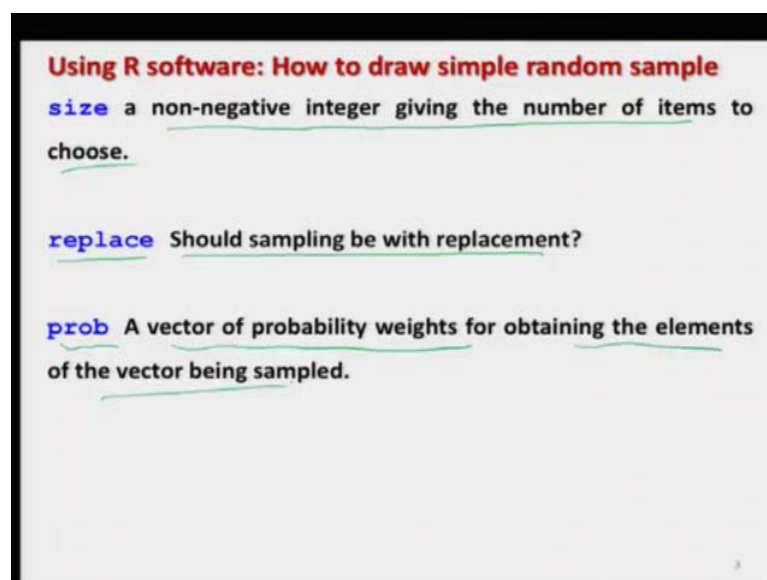 Using R software: How to draw simple random sample
size a non-negative integer giving the number of items to
choose.
replace Should sampling be with replacement?
prob A vector of probability weights for obtaining the elements
of the vector being sampled.
3